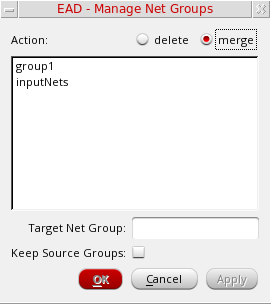 EAD - Manage Net Groups
Action: delete merge
group1
inputNets
Target Net Group:
Keep Source Groups:
OK Cancel Apply